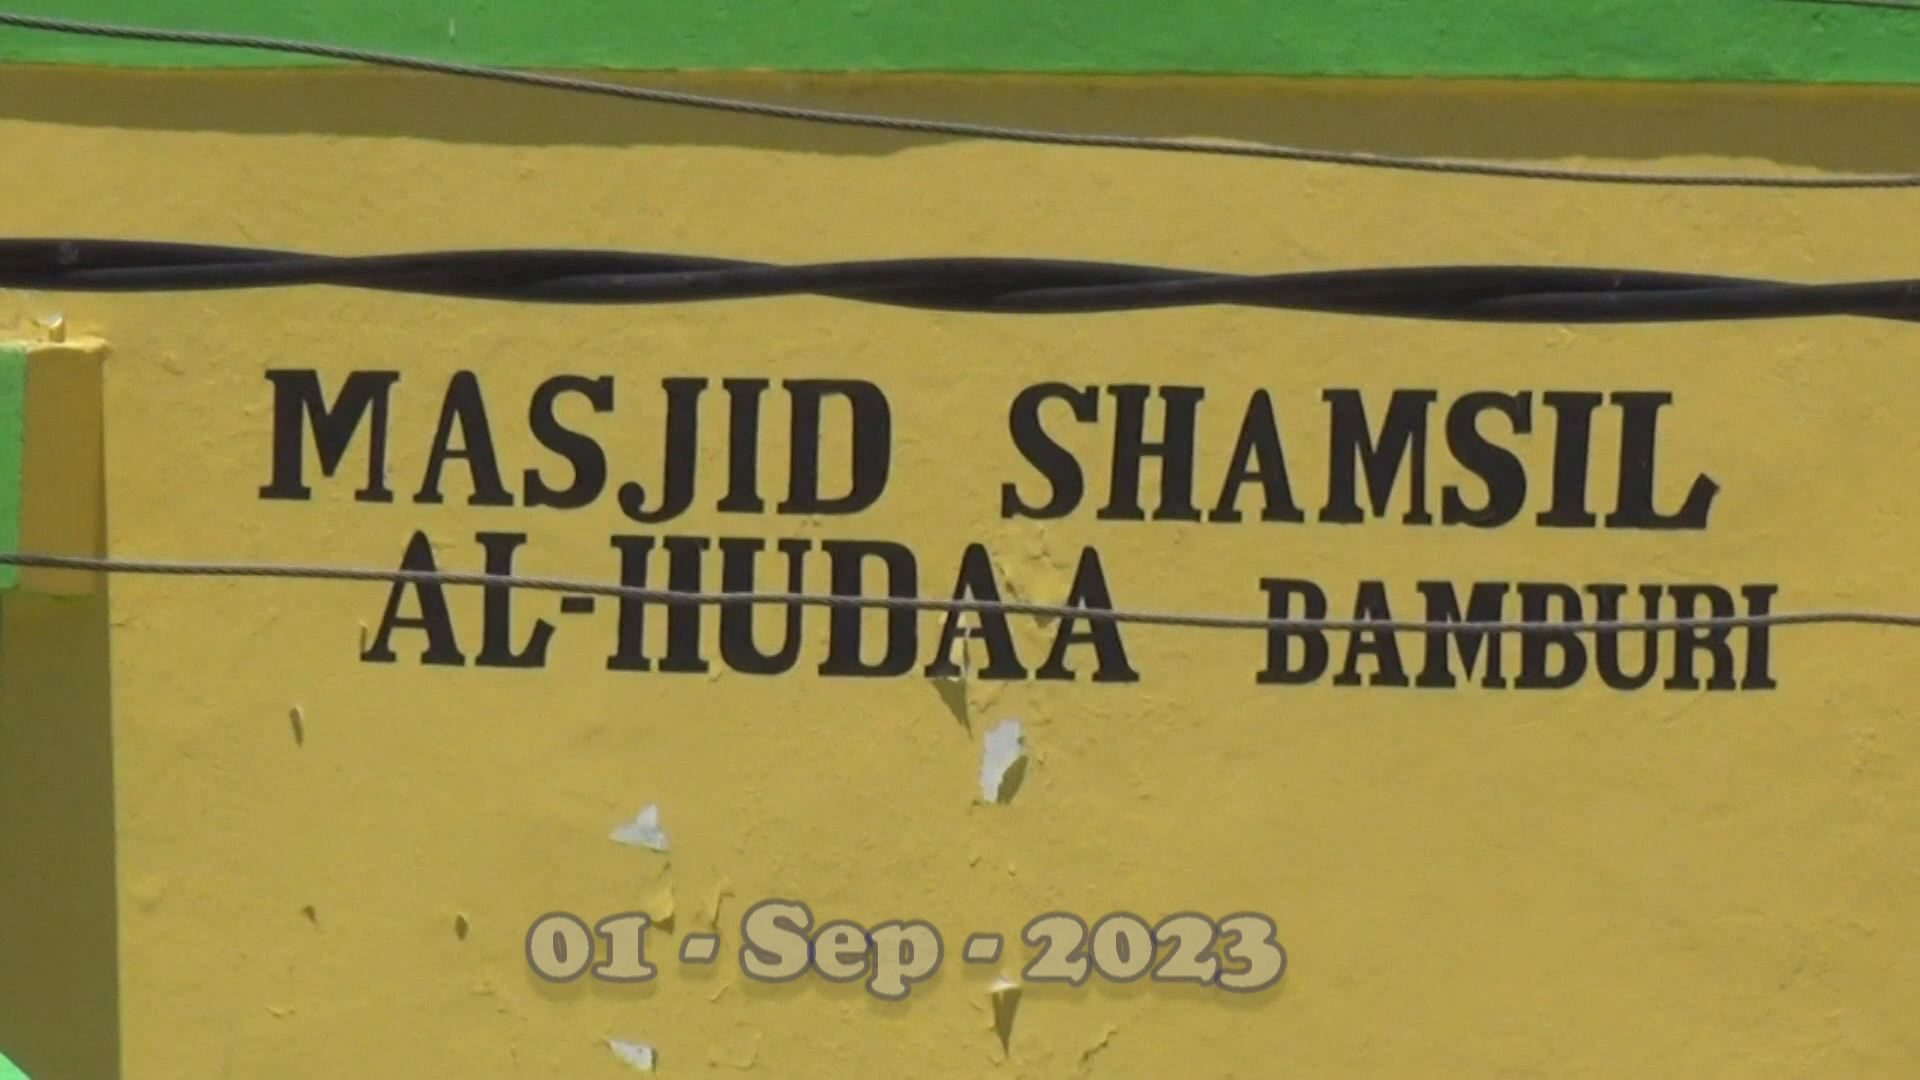 MASJID SHAMSIL
AL-HUDAA BAMBURI
01 - Sep - 2023